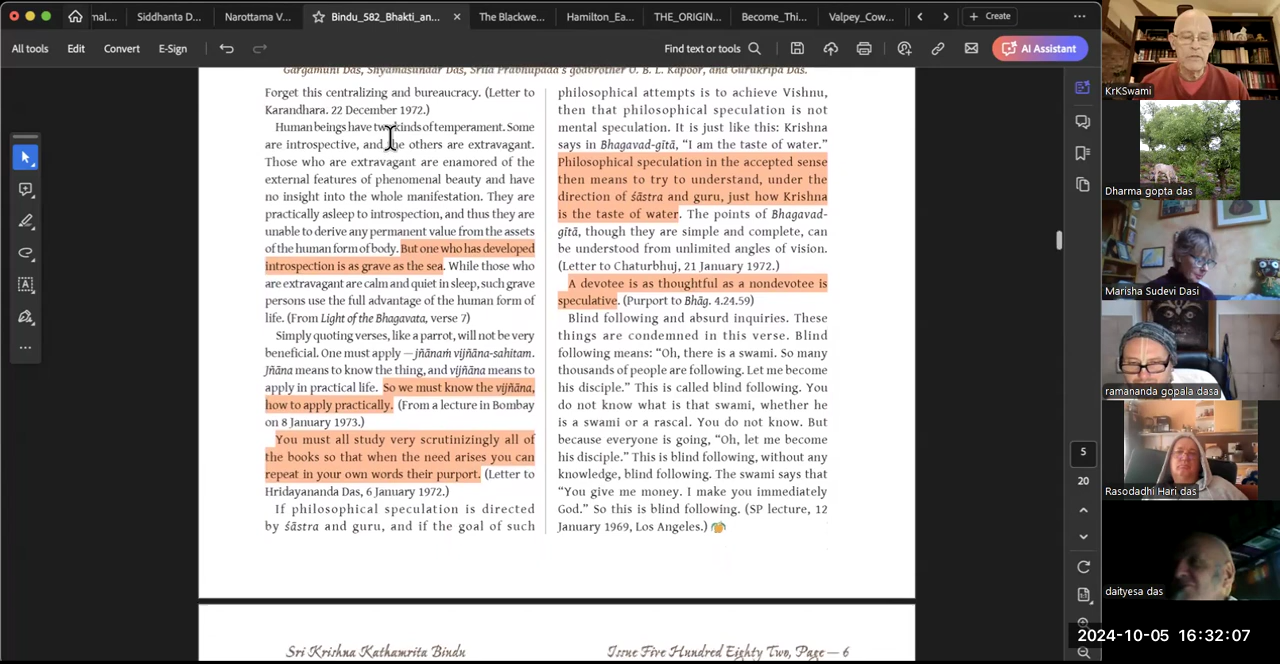 nal...
Siddhanta D...
Narottama V...
Bindu_582_Bhakti_an...
The Blackwe...
Hamilton_Ea...
THE_ORIGIN...
Become_Thi...
Valpey_Cow...
Create
All tools
Edit
Convert
E-Sign
Find text or tools
AI Assistant
Gargamuni Das, Shyamasundar Das, Srila Prabhupada's godbrother O. B. L. Kapoor, and Gurukripa Das.
Forget this centralizing and bureaucracy. (Letter to
Karandhara. 22 December 1972.)
Human beings have two kinds of temperament. Some
are introspective, and the others are extravagant.
Those who are extravagant are enamored of the
external features of phenomenal beauty and have
no insight into the whole manifestation. They are
practically asleep to introspection, and thus they are
unable to derive any permanent value from the assets
of the human form of body. But one who has developed
introspection is as grave as the sea. While those who
are extravagant are calm and quiet in sleep, such grave
persons use the full advantage of the human form of
life. (From Light of the Bhagavata, verse 7)
Simply quoting verses, like a parrot, will not be very
beneficial. One must apply — jñānaṁ vijñāna-sahitam.
Jñāna means to know the thing, and vijñāna means to
apply in practical life. So we must know the vijñāna,
how to apply practically. (From a lecture in Bombay
on 8 January 1973.)
You must all study very scrutinizingly all of
the books so that when the need arises you can
repeat in your own words their purport. (Letter to
Hridayananda Das, 6 January 1972.)
If philosophical speculation is directed
by śāstra and guru, and if the goal of such
philosophical attempts is to achieve Vishnu,
then that philosophical speculation is not
mental speculation. It is just like this: Krishna
says in Bhagavad-gītā, “I am the taste of water.”
Philosophical speculation in the accepted sense
then means to try to understand, under the
direction of śāstra and guru, just how Krishna
is the taste of water. The points of Bhagavad-
gītā, though they are simple and complete, can
be understood from unlimited angles of vision.
(Letter to Chaturbhuj, 21 January 1972.)
A devotee is as thoughtful as a nondevotee is
speculative. (Purport to Bhāg. 4.24.59)
Blind following and absurd inquiries. These
things are condemned in this verse. Blind
following means: “Oh, there is a swami. So many
thousands of people are following. Let me become
his disciple.” This is called blind following. You
do not know what is that swami, whether he
is a swami or a rascal. You do not know. But
because everyone is going, “Oh, let me become
his disciple.” This is blind following, without any
knowledge, blind following. The swami says that
“You give me money. I make you immediately
God.” So this is blind following. (SP lecture, 12
January 1969, Los Angeles.)
Sri Krishna Kathamrita Bindu
Issue Five Hundred Eighty Two, Page — 6
5
20
KrKSwami
Dharma gopta das
Marisha Sudevi Dasi
ramananda gopala dasa
Rasodadhi Hari das
daityesa das
2024-10-05 16:32:07